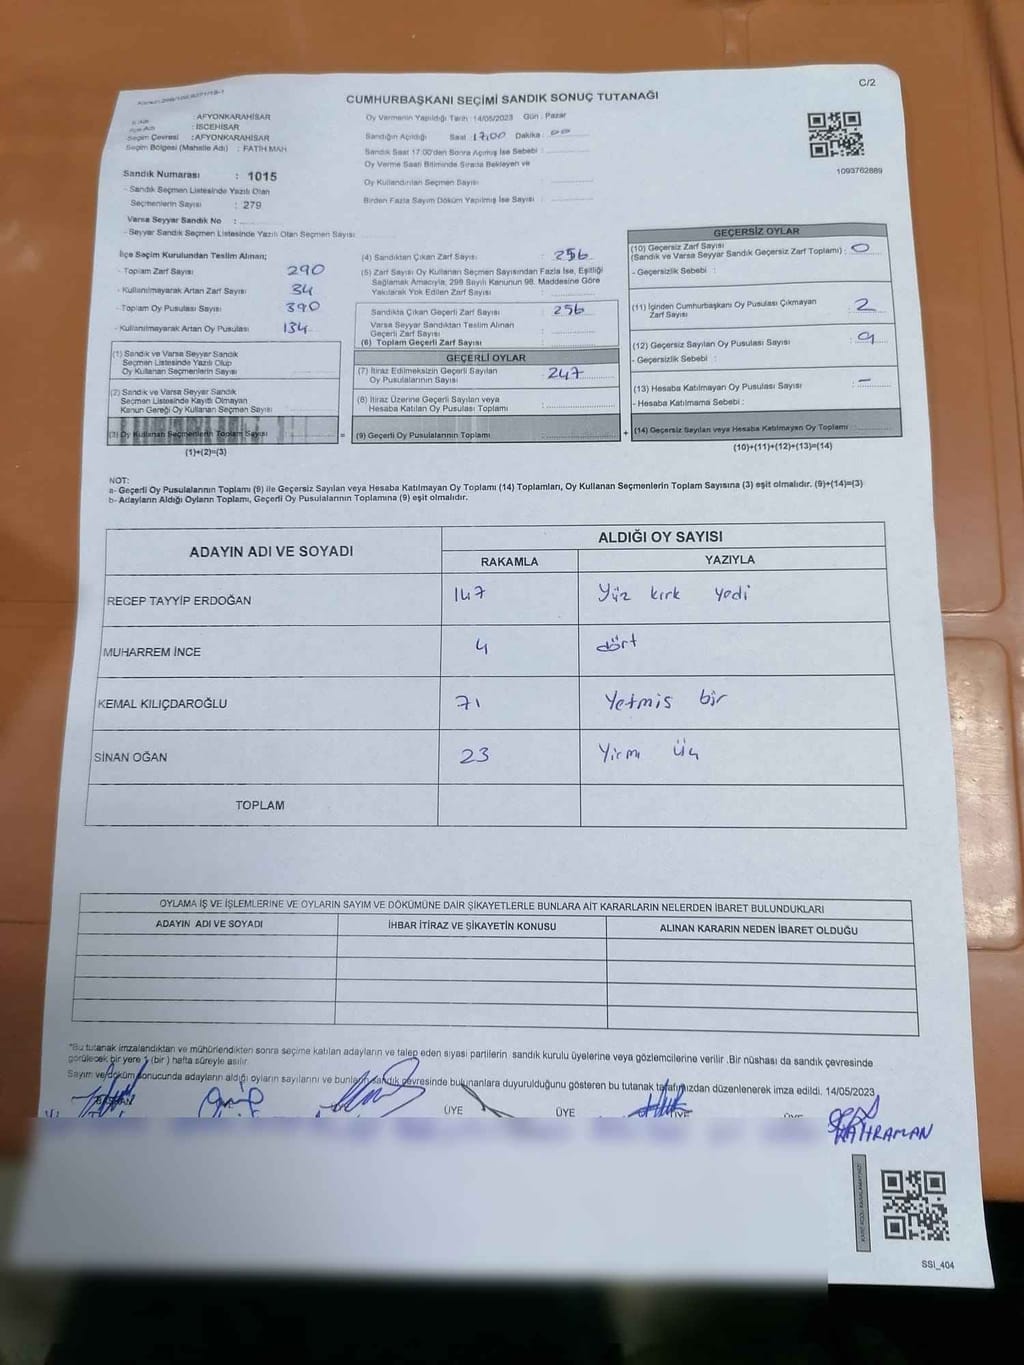 C/2
CUMHURBAŞKANI SEÇİMİ SANDIK SONUÇ TUTANAĞI
: AFYONKARAHİSAR
: İSCEHİSAR
Seçim Çevresi : AFYONKARAHİSAR
Seçim Bölgesi (Mahalle Adı) : FATİH MAH
Sandık Numarası : 1015
- Sandık Seçmen Listesinde Yazılı Olan
Seçmenlerin Sayısı : 279
Varsa Seyyar Sandık No :
- Seyyar Sandık Seçmen Listesinde Yazılı Olan Seçmen Sayısı
Oy Vermenin Yapıldığı Tarih : 14/05/2023 Gün : Pazar
Sandığın Açıldığı Saat : 17:00 Dakika : 00
Sandık Saat 17:00'den Sonra Açılmış İse Sebebi :
Oy Verme Saati Bitiminde Sırada Bekleyen ve
Oy Kullandırılan Seçmen Sayısı :
Birden Fazla Sayım Döküm Yapılmış İse Sayısı :
1093762889
İlçe Seçim Kurulundan Teslim Alınan;
- Toplam Zarf Sayısı : 290
- Kullanılmayarak Artan Zarf Sayısı : 34
- Toplam Oy Pusulası Sayısı : 390
- Kullanılmayarak Artan Oy Pusulası : 134
(1) Sandık ve Varsa Seyyar Sandık
Seçmen Listesinde Yazılı Olup
Oy Kullanan Seçmenlerin Sayısı
(2) Sandık ve Varsa Seyyar Sandık
Seçmen Listesinde Kayıtlı Olmayan
Kanun Gereği Oy Kullanan Seçmen Sayısı
(3) Oy Kullanan Seçmenlerin Toplam Sayısı
(1)+(2)=(3)
(4) Sandıktan Çıkan Zarf Sayısı : 256
(5) Zarf Sayısı Oy Kullanan Seçmen Sayısından Fazla İse, Eşitliği
Sağlamak Amacıyla, 298 Sayılı Kanunun 98. Maddesine Göre
Yakılarak Yok Edilen Zarf Sayısı :
Sandıkta Çıkan Geçerli Zarf Sayısı : 256
Varsa Seyyar Sandıktan Teslim Alınan
Geçerli Zarf Sayısı
(6) Toplam Geçerli Zarf Sayısı :
GEÇERLİ OYLAR
(7) İtiraz Edilmeksizin Geçerli Sayılan
Oy Pusulalarının Sayısı : 247
(8) İtiraz Üzerine Geçerli Sayılan veya
Hesaba Katılan Oy Pusulası Toplamı :
= (9) Geçerli Oy Pusulalarının Toplamı :
GEÇERSİZ OYLAR
(10) Geçersiz Zarf Sayısı
(Sandık ve Varsa Seyyar Sandık Geçersiz Zarf Toplamı) : 0
- Geçersizlik Sebebi :
(11) İçinden Cumhurbaşkanı Oy Pusulası Çıkmayan
Zarf Sayısı : 2
(12) Geçersiz Sayılan Oy Pusulası Sayısı : 9
- Geçersizlik Sebebi :
(13) Hesaba Katılmayan Oy Pusulası Sayısı : -
- Hesaba Katılmama Sebebi :
+ (14) Geçersiz Sayılan veya Hesaba Katılmayan Oy Toplamı :
(10)+(11)+(12)+(13)=(14)
NOT:
a- Geçerli Oy Pusulalarının Toplamı (9) ile Geçersiz Sayılan veya Hesaba Katılmayan Oy Toplamı (14) Toplamları, Oy Kullanan Seçmenlerin Toplam Sayısına (3) eşit olmalıdır. (9)+(14)=(3)
b- Adayların Aldığı Oyların Toplamı, Geçerli Oy Pusulalarının Toplamına (9) eşit olmalıdır.
ADAYIN ADI VE SOYADI
ALDIĞI OY SAYISI
RAKAMLA YAZIYLA
RECEP TAYYİP ERDOĞAN 147 Yüz kırk yedi
MUHARREM İNCE 4 dört
KEMAL KILIÇDAROĞLU 71 Yetmiş bir
SİNAN OĞAN 23 Yirmi Üç
TOPLAM
OYLAMA İŞ VE İŞLEMLERİNE VE OYLARIN SAYIM VE DÖKÜMÜNE DAİR ŞİKAYETLERLE BUNLARA AİT KARARLARIN NELERDEN İBARET BULUNDUKLARI
ADAYIN ADI VE SOYADI İHBAR İTİRAZ VE ŞİKAYETİN KONUSU ALINAN KARARIN NEDEN İBARET OLDUĞU
*Bu tutanak imzalandıktan ve mühürlendikten sonra seçime katılan adayların ve talep eden siyasi partilerin sandık kurulu üyelerine veya gözlemcilerine verilir .Bir nüshası da sandık çevresinde
görülecek bir yere 1 (bir ) hafta süreyle asılır.
Sayım ve döküm sonucunda adayların aldığı oyların sayılarını ve bunların sandık çevresinde bulunanlara duyurulduğunu gösteren bu tutanak tarafımızdan düzenlenerek imza edildi. 14/05/2023
BAŞKAN ÜYE ÜYE ÜYE
KAHRAMAN
SSİ_404